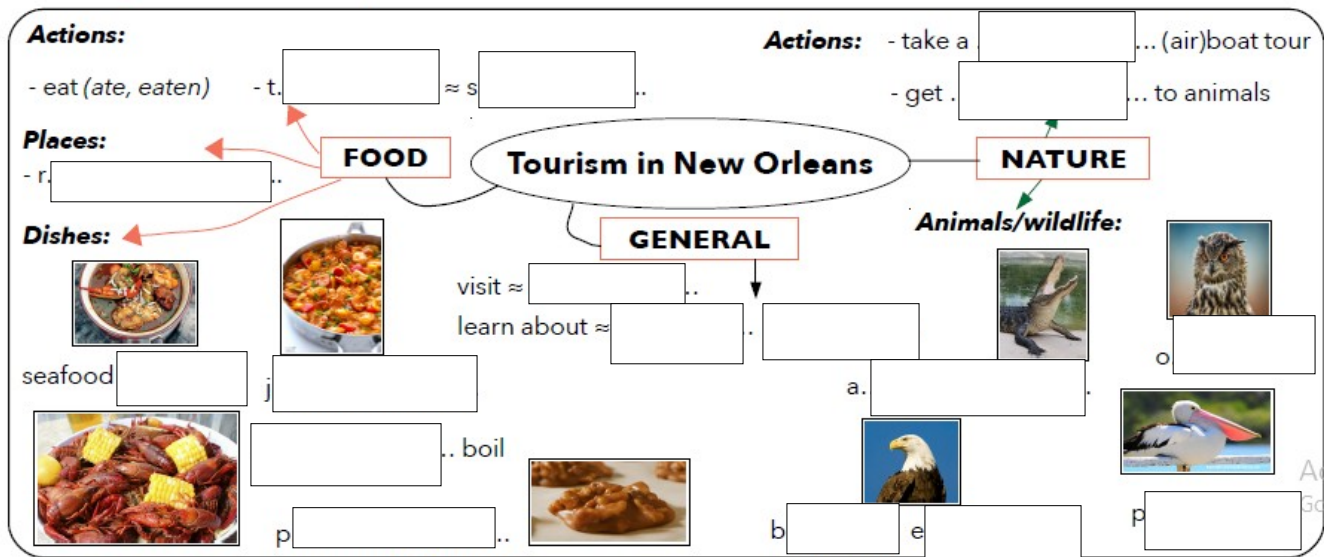 Actions:
- eat (ate, eaten) - t. ≈ s ..
Places:
- r. ..
Dishes:
FOOD
Tourism in New Orleans
NATURE
GENERAL
Actions: - take a . ... (air)boat tour
- get . ... to animals
Animals/wildlife:
visit ≈ ..
learn about ≈ ..
seafood
j
.. boil
p ..
a. .
o
b e
p